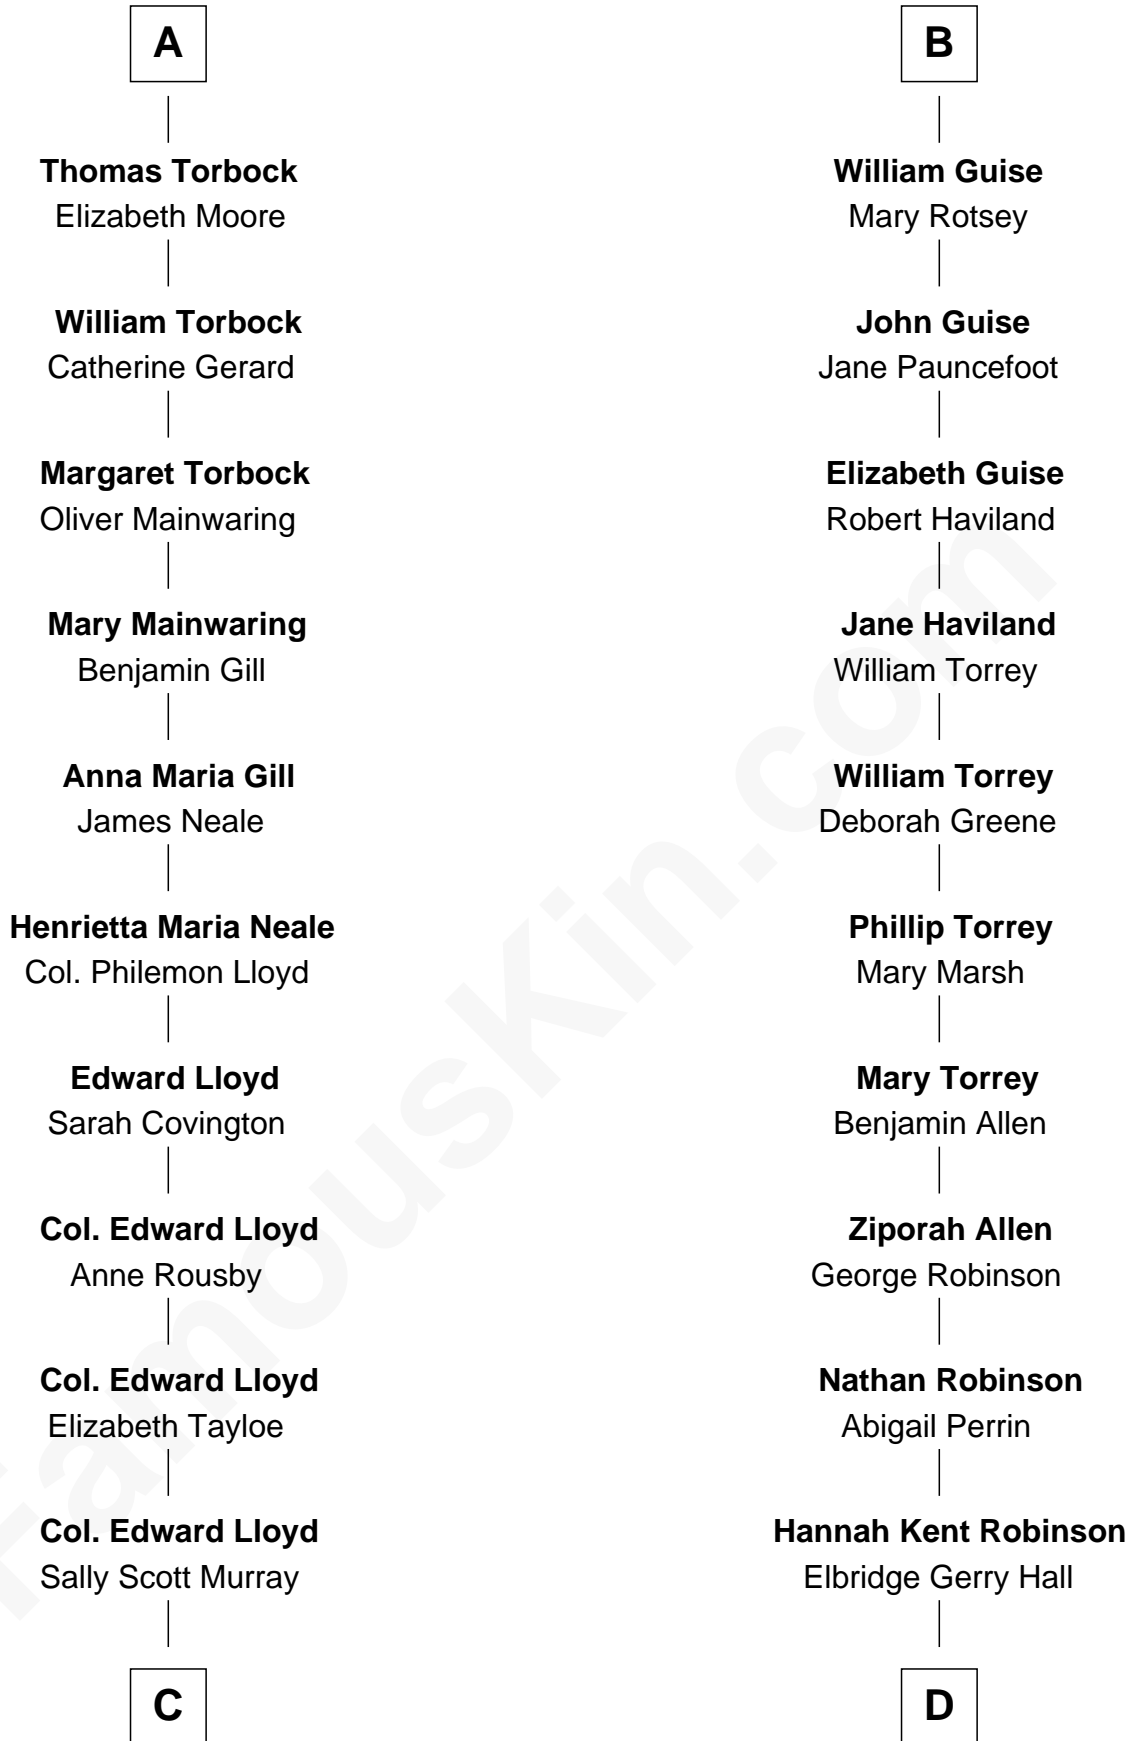 A
Thomas Torbock
Elizabeth Moore
William Torbock
Catherine Gerard
Margaret Torbock
Oliver Mainwaring
Mary Mainwaring
Benjamin Gill
Anna Maria Gill
James Neale
Henrietta Maria Neale
Col. Philemon Lloyd
Edward Lloyd
Sarah Covington
Col. Edward Lloyd
Anne Rousby
Col. Edward Lloyd
Elizabeth Tayloe
Col. Edward Lloyd
Sally Scott Murray
C
B
William Guise
Mary Rotsey
John Guise
Jane Pauncefoot
Elizabeth Guise
Robert Haviland
Jane Haviland
William Torrey
William Torrey
Deborah Greene
Phillip Torrey
Mary Marsh
Mary Torrey
Benjamin Allen
Ziporah Allen
George Robinson
Nathan Robinson
Abigail Perrin
Hannah Kent Robinson
Elbridge Gerry Hall
D
FamousKin.com